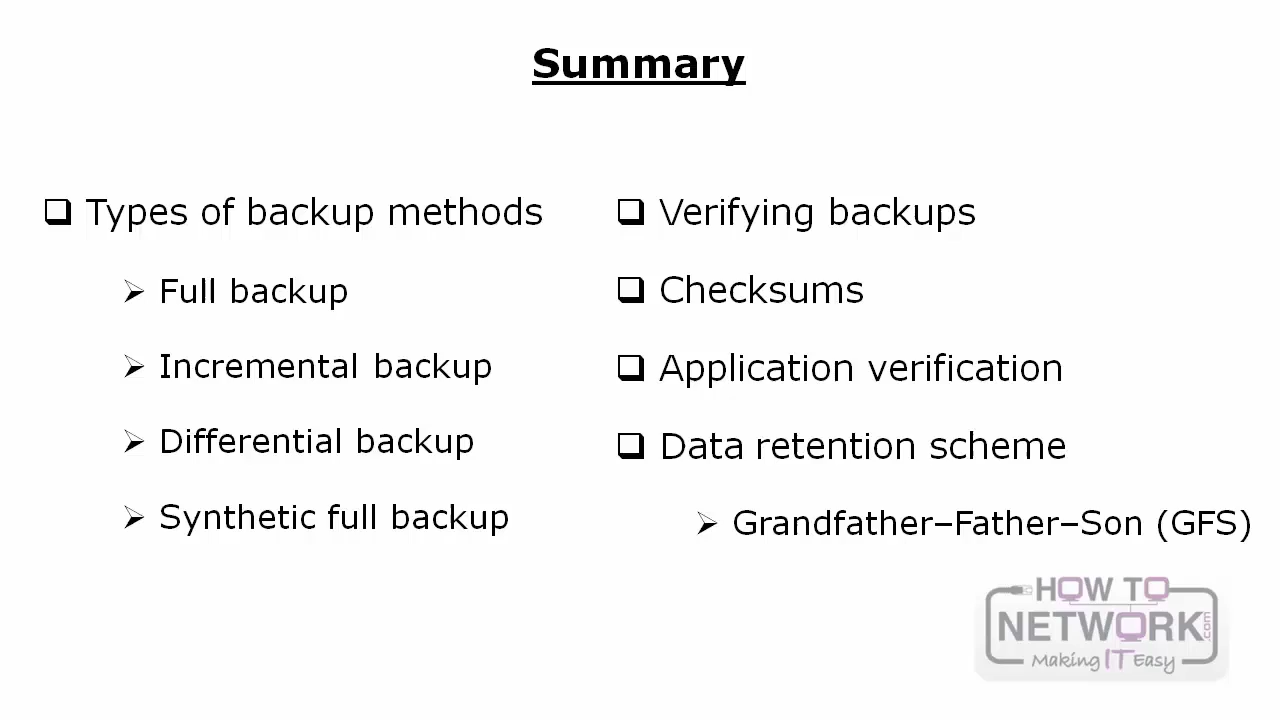 Summary
Types of backup methods
Full backup
Incremental backup
Differential backup
Synthetic full backup
Verifying backups
Checksums
Application verification
Data retention scheme
Grandfather–Father–Son (GFS)
HOW TO
NETWORK.com
Making IT Easy